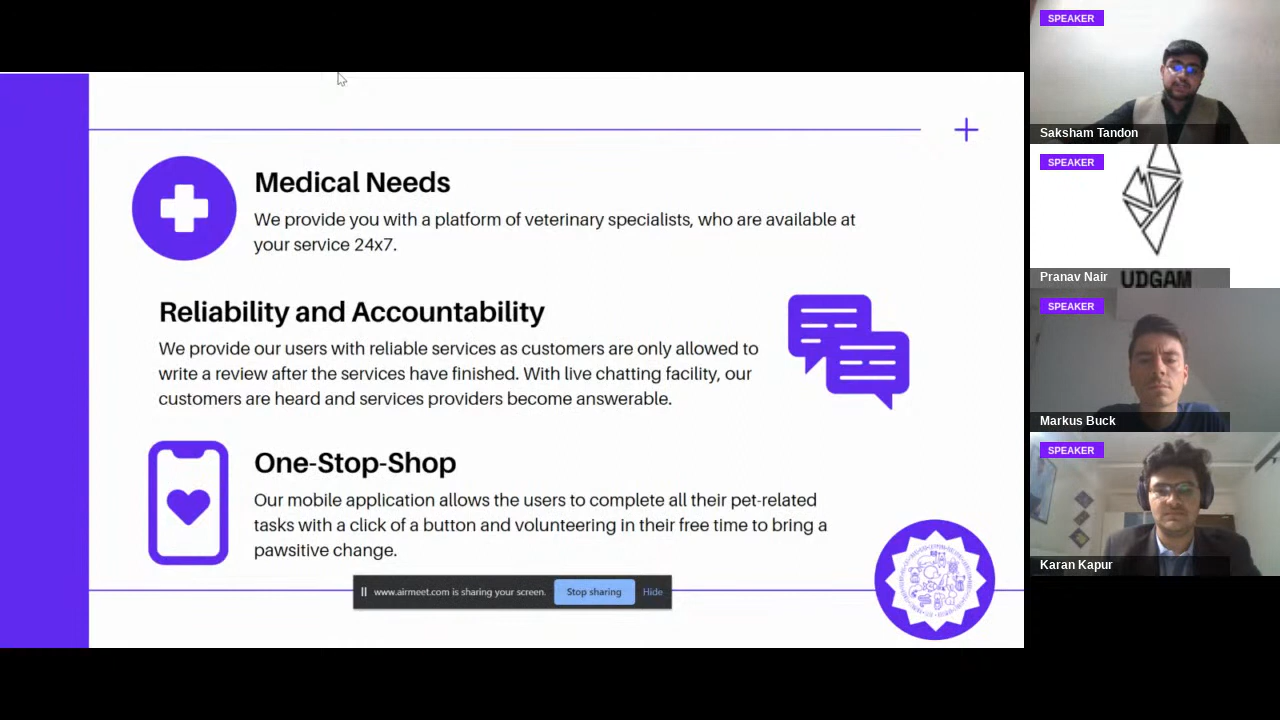 Medical Needs
We provide you with a platform of veterinary specialists, who are available at
your service 24x7.
Reliability and Accountability
We provide our users with reliable services as customers are only allowed to
write a review after the services have finished. With live chatting facility, our
customers are heard and services providers become answerable.
One-Stop-Shop
Our mobile application allows the users to complete all their pet-related
tasks with a click of a button and volunteering in their free time to bring a
pawsitive change.
www.airmeet.com is sharing your screen.
Stop sharing
Hide
SPEAKER
Saksham Tandon
SPEAKER
UDGAM
Pranav Nair
SPEAKER
Markus Buck
SPEAKER
Karan Kapur